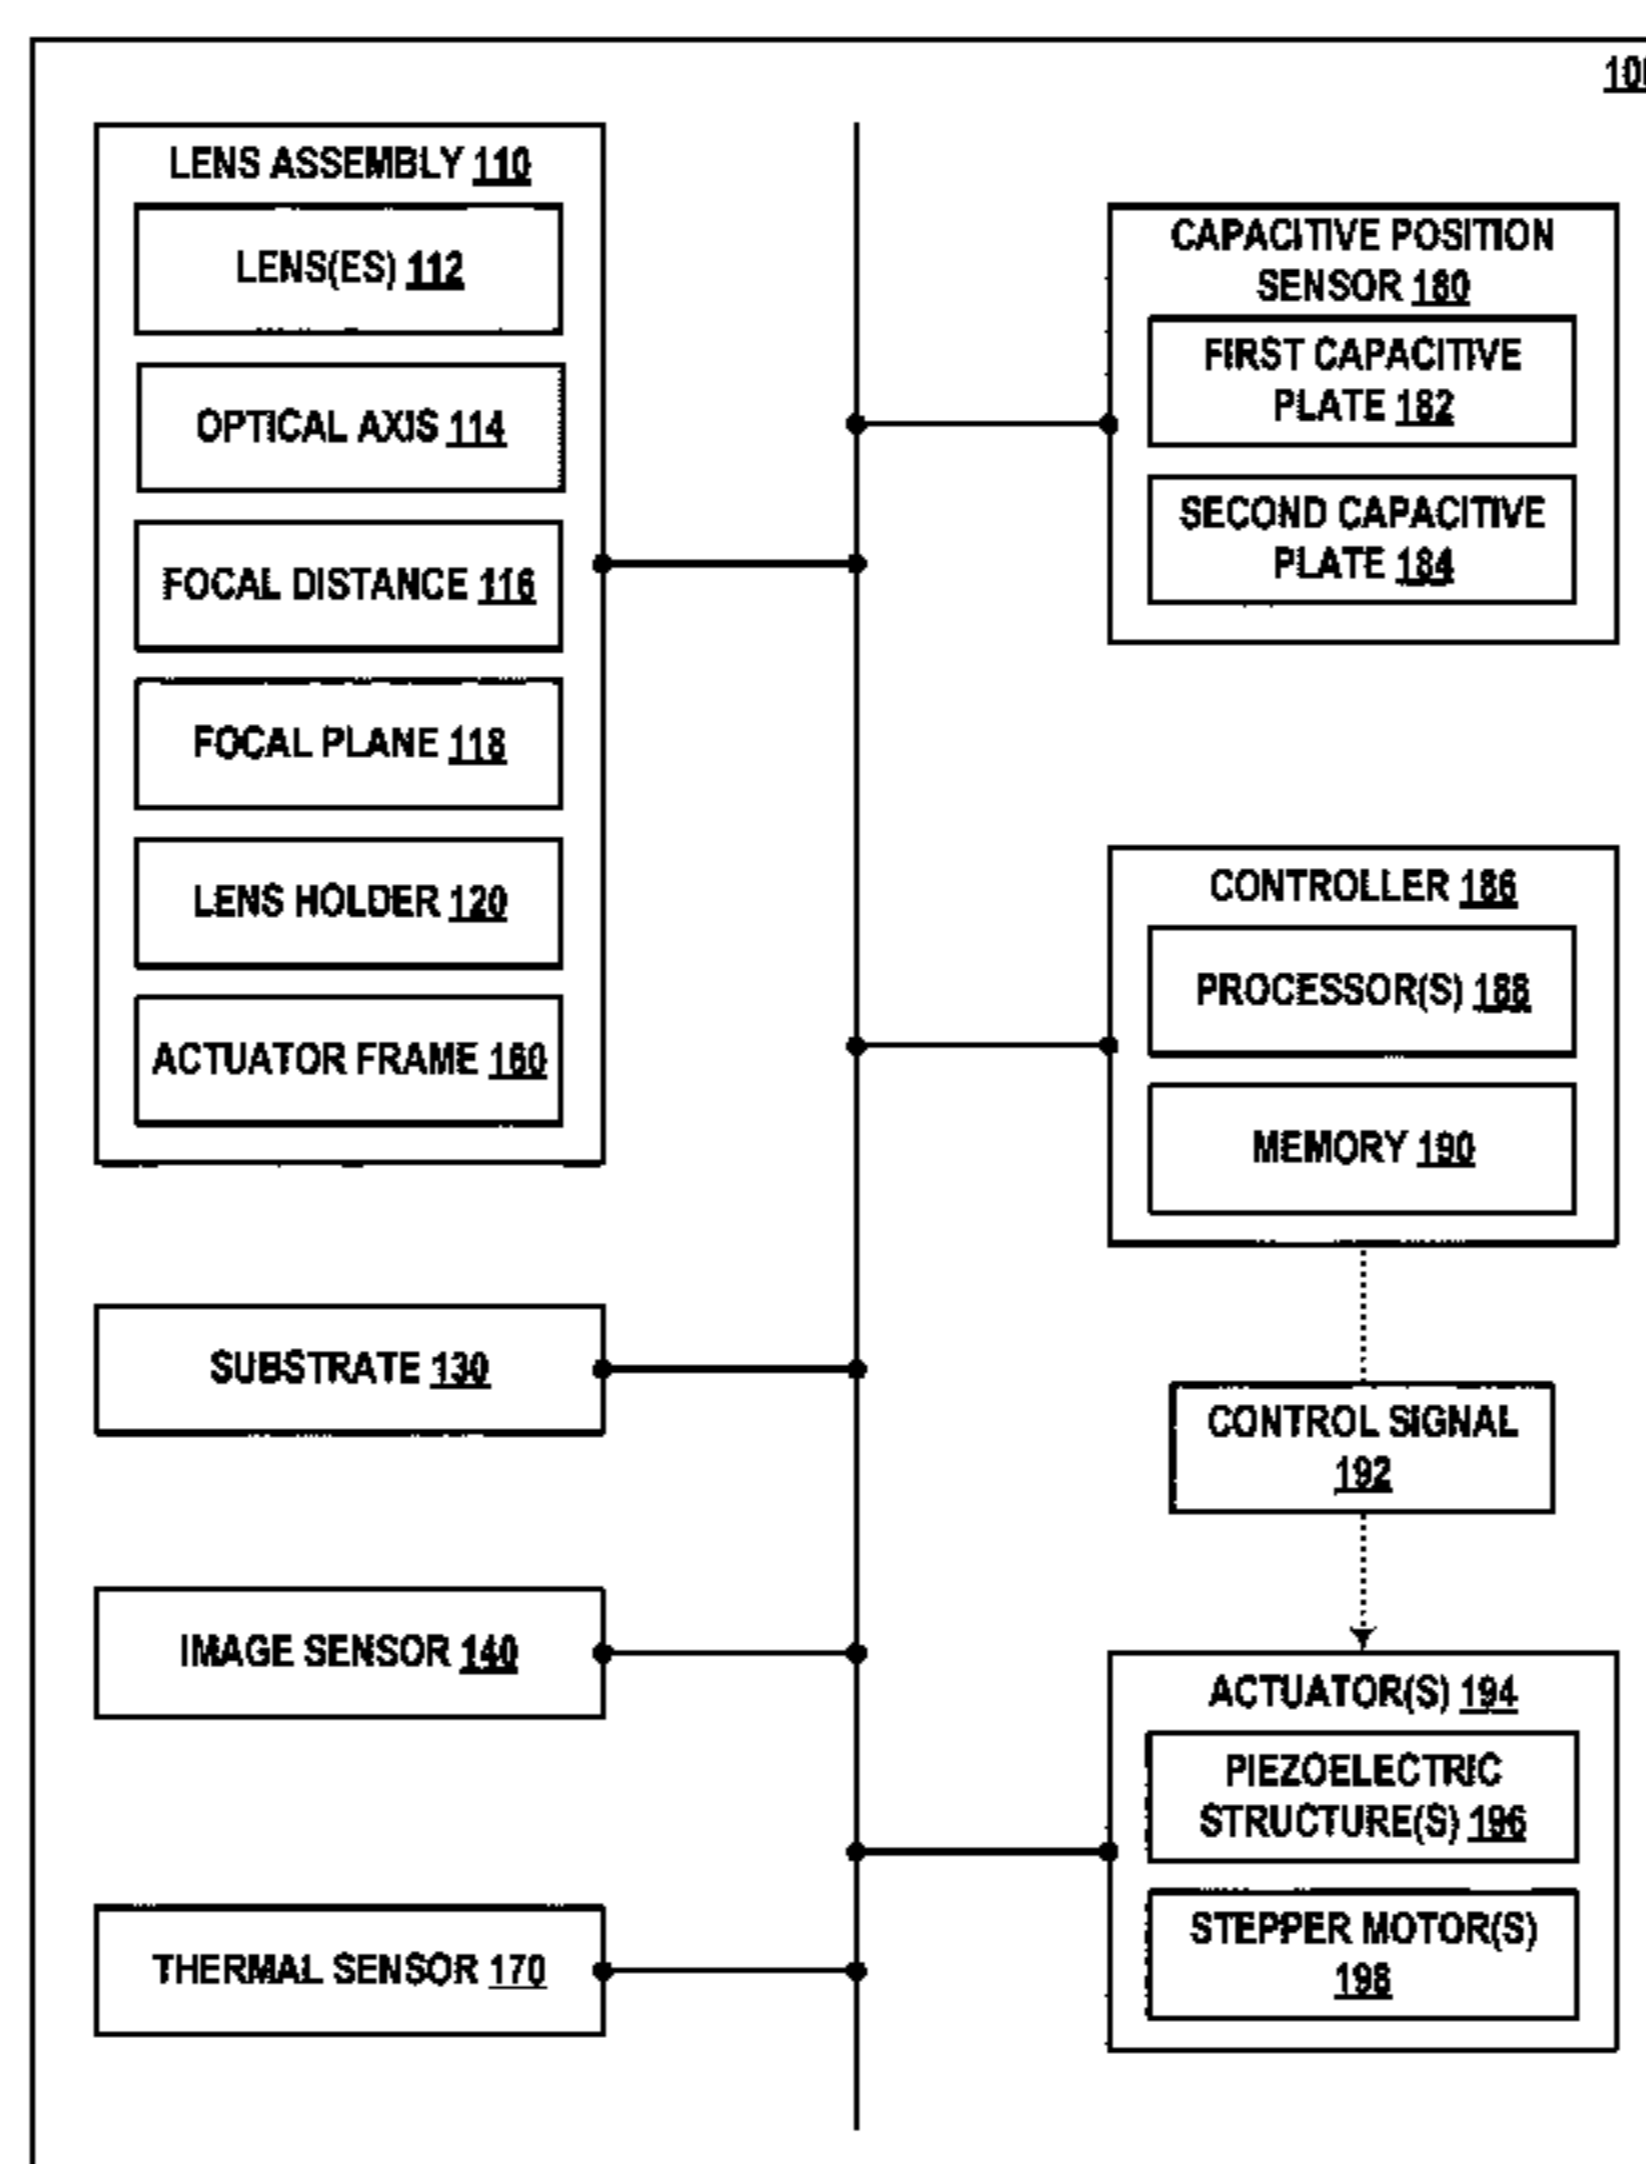 LENS ASSEMBLY 110
LENS(ES) 112
OPTICAL AXIS 114
FOCAL DISTANCE 116
FOCAL PLANE 118
LENS HOLDER 120
ACTUATOR FRAME 160
SUBSTRATE 130
IMAGE SENSOR 140
THERMAL SENSOR 170
CAPACITIVE POSITION
SENSOR 180
FIRST CAPACITIVE
PLATE 182
SECOND CAPACITIVE
PLATE 184
CONTROLLER 186
PROCESSOR(S) 188
MEMORY 190
CONTROL SIGNAL
192
ACTUATOR(S) 194
PIEZOELECTRIC
STRUCTURE(S) 196
STEPPER MOTOR(S)
198